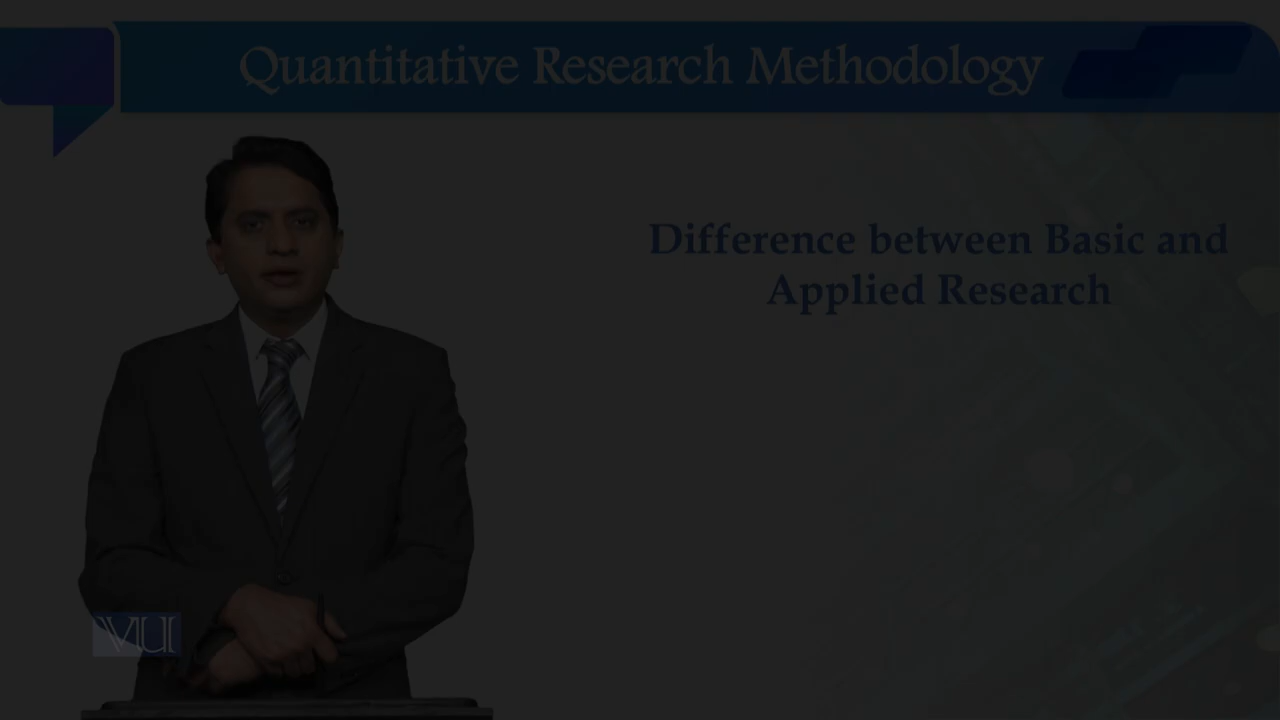 Quantitative Research Methodology
Difference between Basic and
Applied Research
VU